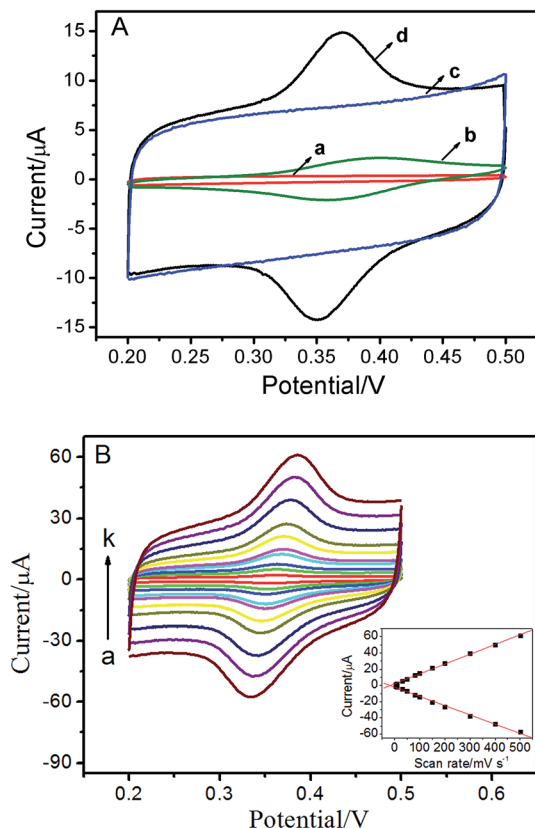 A
15
10
5
0
-5
-10
-15
d
c
a
b
Current/μA
0.20 0.25 0.30 0.35 0.40 0.45 0.50
Potential/V
B
60
30
0
-30
-60
-90
k
a
Current/μA
60
40
20
0
-20
-40
-60
Current/μA
0 100 200 300 400 500
Scan rate/mV s⁻¹
0.2 0.3 0.4 0.5 0.6
Potential/V